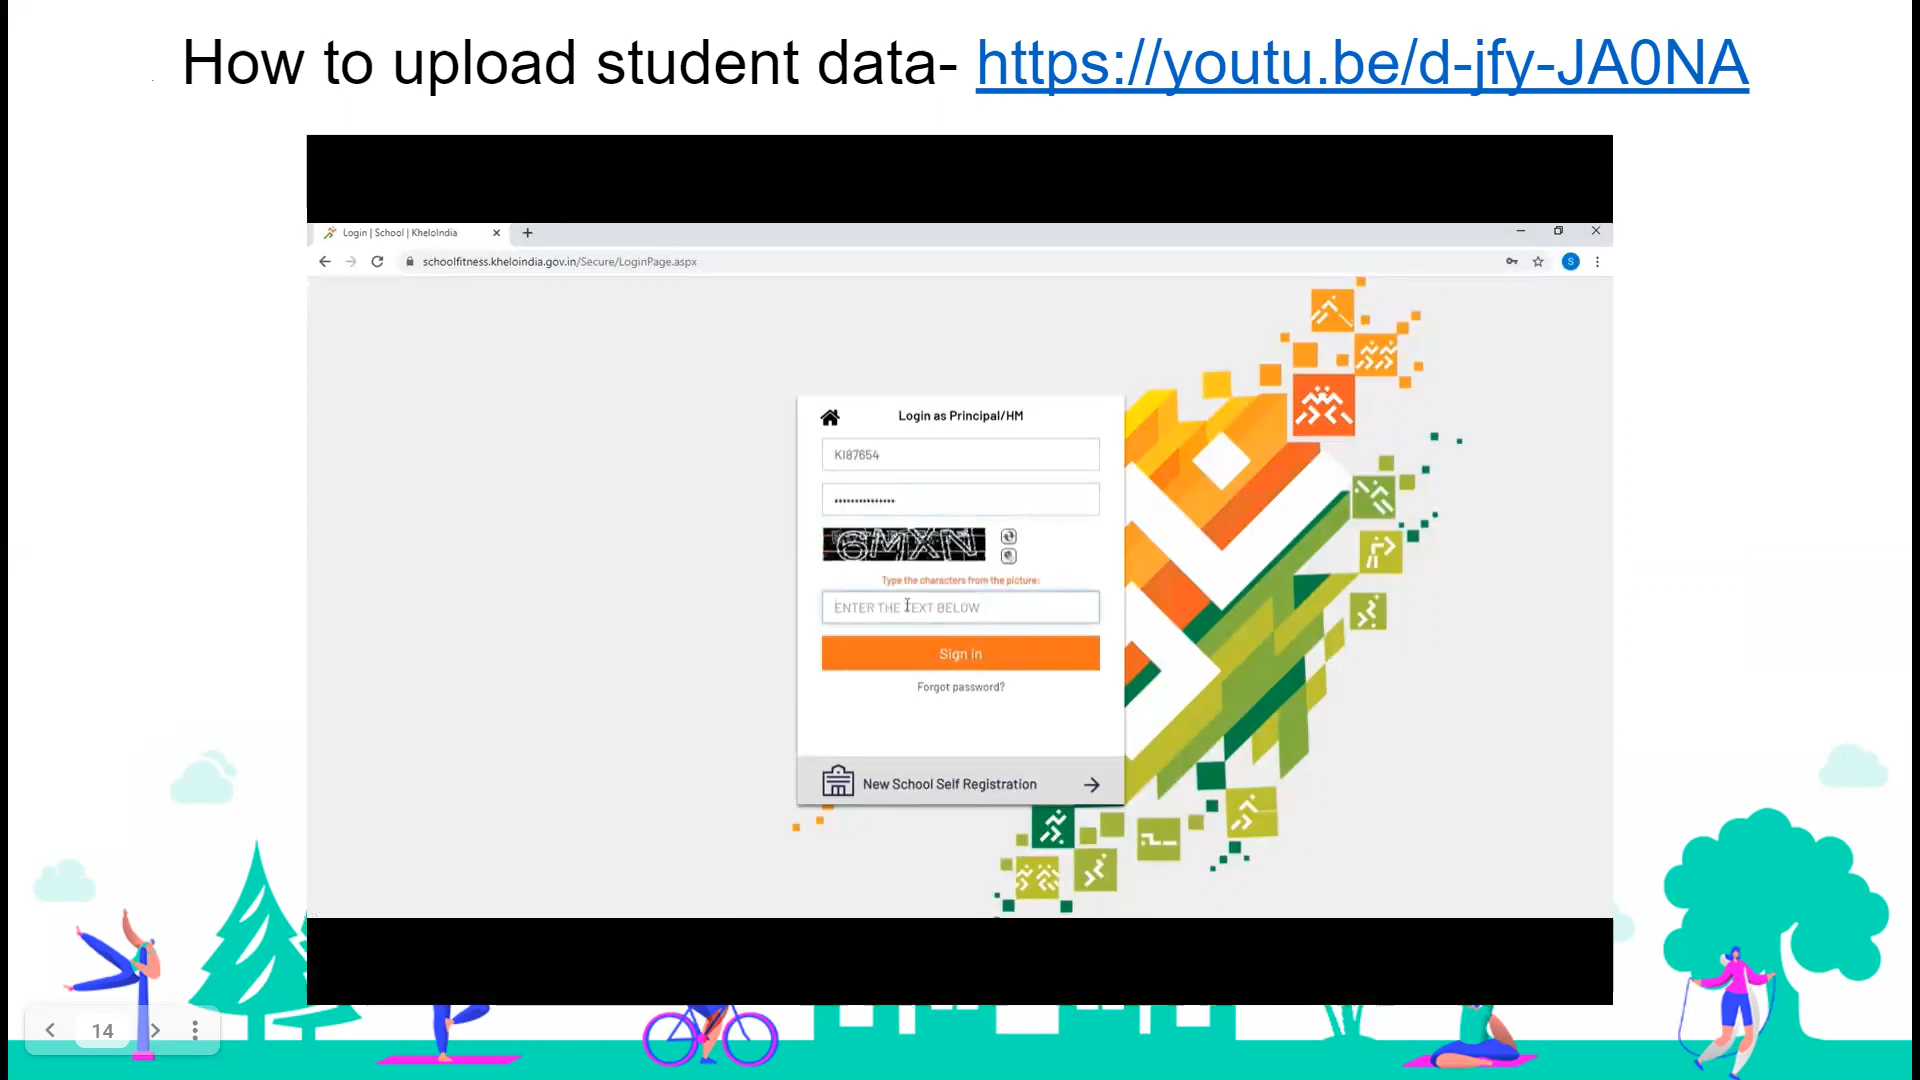 How to upload student data- https://youtu.be/d-jfy-JA0NA
Login | School | KheloIndia
schoolfitness.kheloindia.gov.in/Secure/LoginPage.aspx
S
Login as Principal/HM
KI87654
6MXN
Type the characters from the picture:
ENTER THE TEXT BELOW
Sign in
Forgot password?
New School Self Registration
14